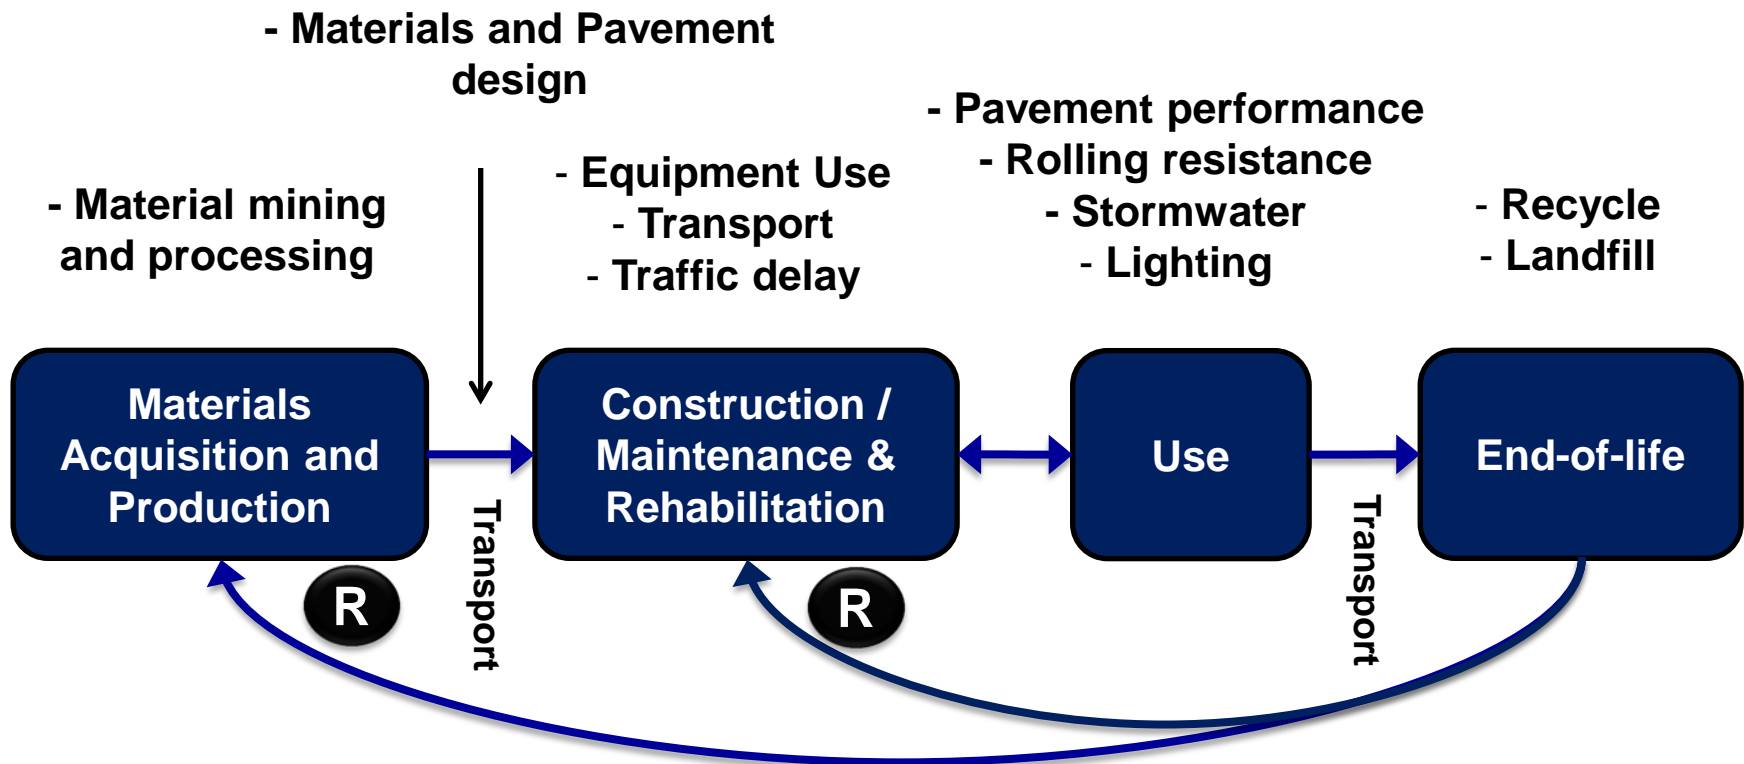 - Materials and Pavement
design
- Material mining
and processing
- Equipment Use
- Transport
- Traffic delay
- Pavement performance
- Rolling resistance
- Stormwater
- Lighting
- Recycle
- Landfill
Materials
Acquisition and
Production
Transport
Construction /
Maintenance &
Rehabilitation
Use
Transport
End-of-life
R
R